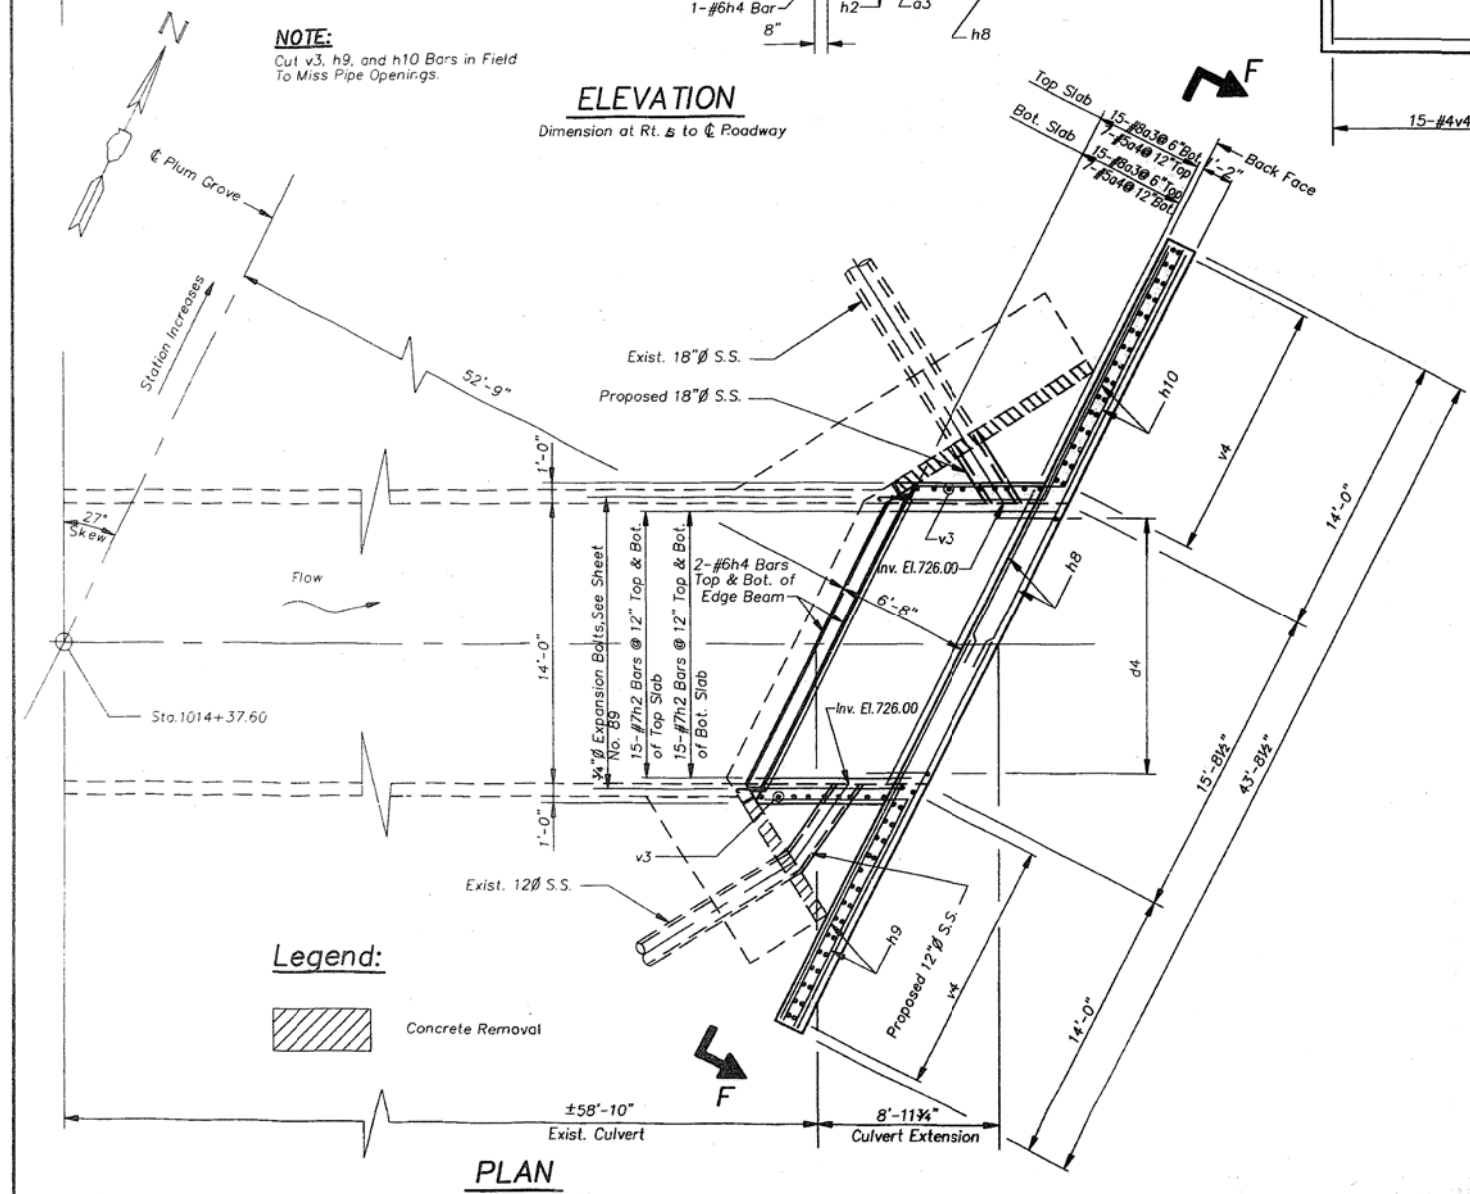 1-#6h4 Bar
8"
h2
a3
h8
N
NOTE:
Cut v3, h9, and h10 Bars in Field
To Miss Pipe Openings.
ELEVATION
Dimension at Rt. ∠s to ℄ Roadway
F
Top Slab
Bot. Slab
15-#8a3@ 6"Bot.
7-#5a4@ 12"Top
15-#8a3@ 6"Top
7-#5a4@ 12"Bot.
1'-2"
Back Face
15-#4v4
℄ Plum Grove
Station Increases
52'-9"
Exist. 18"Ø S.S.
Proposed 18"Ø S.S.
h10
v4
14'-0"
1'-0"
27°
Skew
Flow
Sta.1014+37.60
14'-0"
1'-0"
¾"Ø Expansion Bolts,See Sheet
No. 89
15-#7h2 Bars @ 12" Top & Bot.
of Top Slab
15-#7h2 Bars @ 12" Top & Bot.
of Bot. Slab
2-#6h4 Bars
Top & Bot. of
Edge Beam
v3
Inv. El.726.00
6'-8"
h8
d4
Inv. El.726.00
15'-8½"
43'-8½"
v3
Exist. 12Ø S.S.
h9
Proposed 12"Ø S.S.
v4
14'-0"
Legend:
Concrete Removal
F
±58'-10"
Exist. Culvert
8'-11¾"
Culvert Extension
PLAN